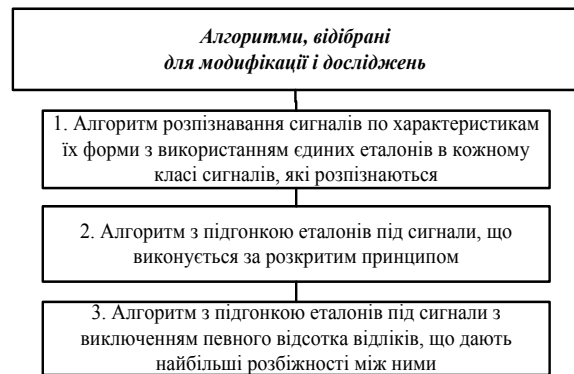 Алгоритми, відібрані
для модифікації і досліджень
1. Алгоритм розпізнавання сигналів по характеристикам
їх форми з використанням єдиних еталонів в кожному
класі сигналів, які розпізнаються
2. Алгоритм з підгонкою еталонів під сигнали, що
виконується за розкритим принципом
3. Алгоритм з підгонкою еталонів під сигнали з
виключенням певного відсотка відліків, що дають
найбільші розбіжності між ними